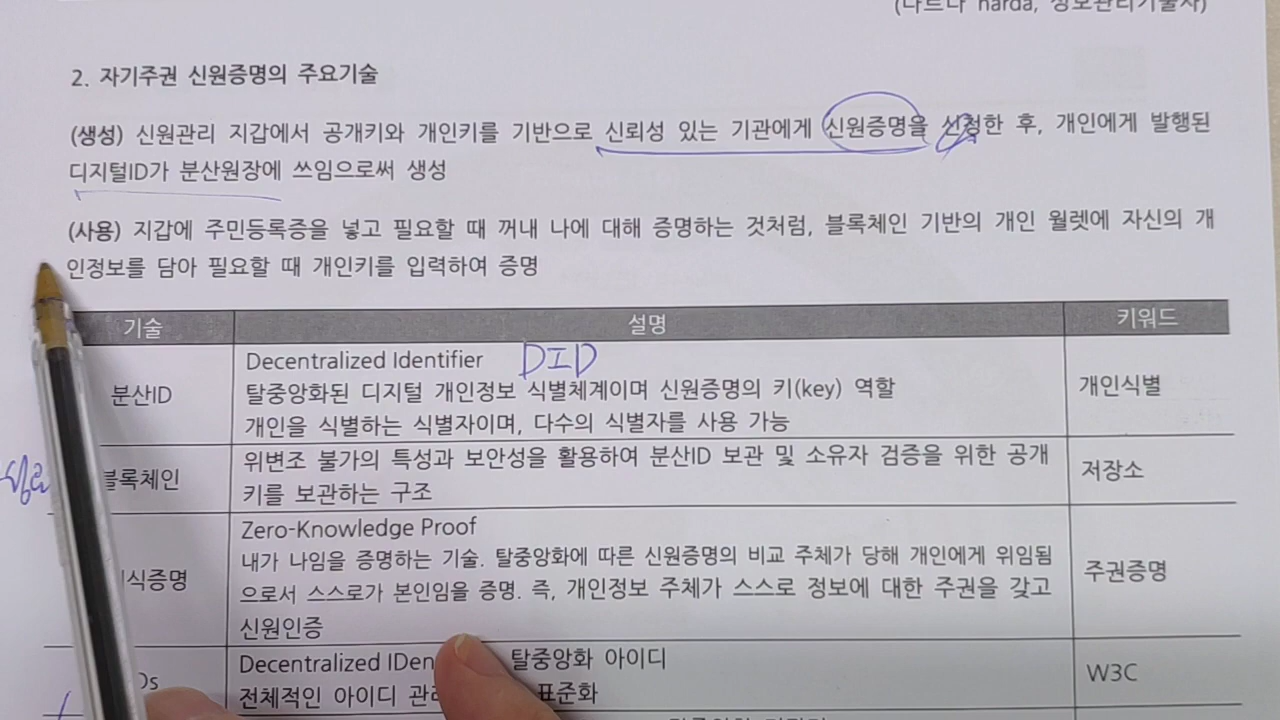 harda, 정보관리기술사)
2. 자기주권 신원증명의 주요기술
(생성) 신원관리 지갑에서 공개키와 개인키를 기반으로 신뢰성 있는 기관에게 신원증명을 신청한 후, 개인에게 발행된
디지털ID가 분산원장에 쓰임으로써 생성
(사용) 지갑에 주민등록증을 넣고 필요할 때 꺼내 나에 대해 증명하는 것처럼, 블록체인 기반의 개인 월렛에 자신의 개
인정보를 담아 필요할 때 개인키를 입력하여 증명
기술 설명 키워드
분산ID
Decentralized Identifier DID
탈중앙화된 디지털 개인정보 식별체계이며 신원증명의 키(key) 역할
개인을 식별하는 식별자이며, 다수의 식별자를 사용 가능
개인식별
블록체인
위변조 불가의 특성과 보안성을 활용하여 분산ID 보관 및 소유자 검증을 위한 공개
키를 보관하는 구조
저장소
식증명
Zero-Knowledge Proof
내가 나임을 증명하는 기술. 탈중앙화에 따른 신원증명의 비교 주체가 당해 개인에게 위임됨
으로서 스스로가 본인임을 증명. 즉, 개인정보 주체가 스스로 정보에 대한 주권을 갖고
신원인증
주권증명
Ds
Decentralized IDen 탈중앙화 아이디
전체적인 아이디 관 표준화
W3C